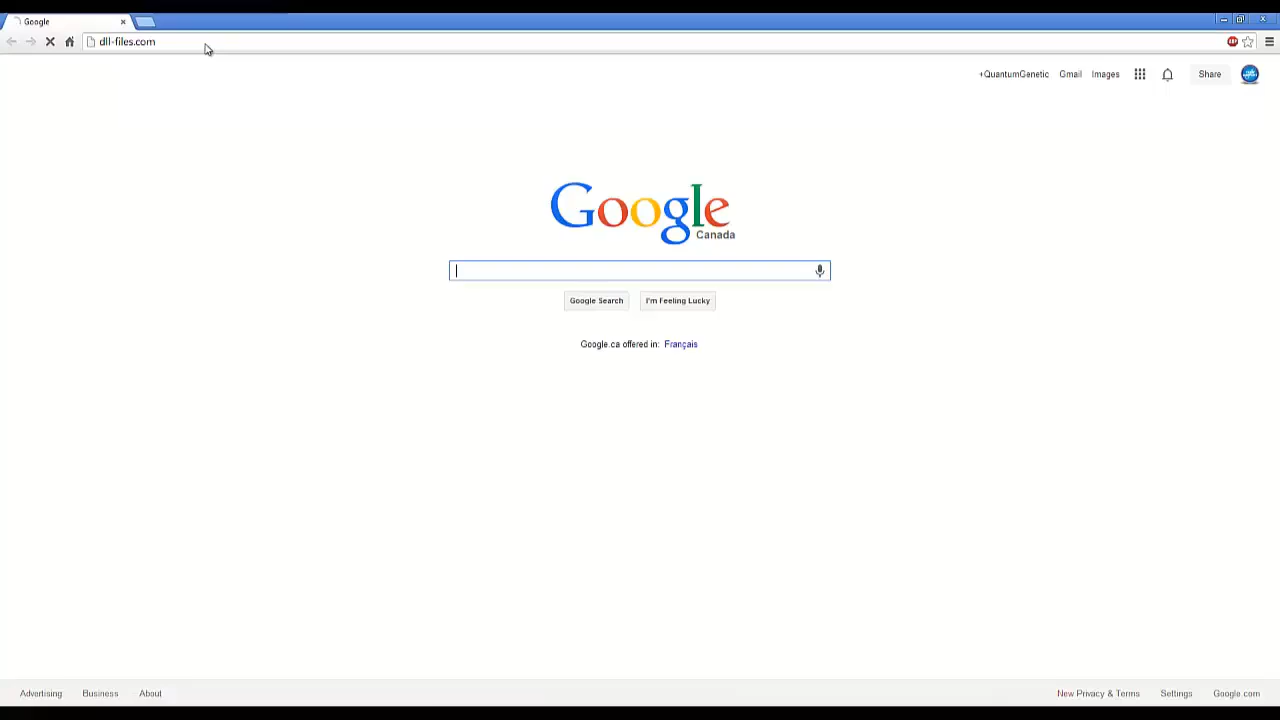 Google
dll-files.com
+QuantumGenetic Gmail Images Share
Google
Canada
Google Search I'm Feeling Lucky
Google.ca offered in: Français
Advertising Business About New Privacy & Terms Settings Google.com